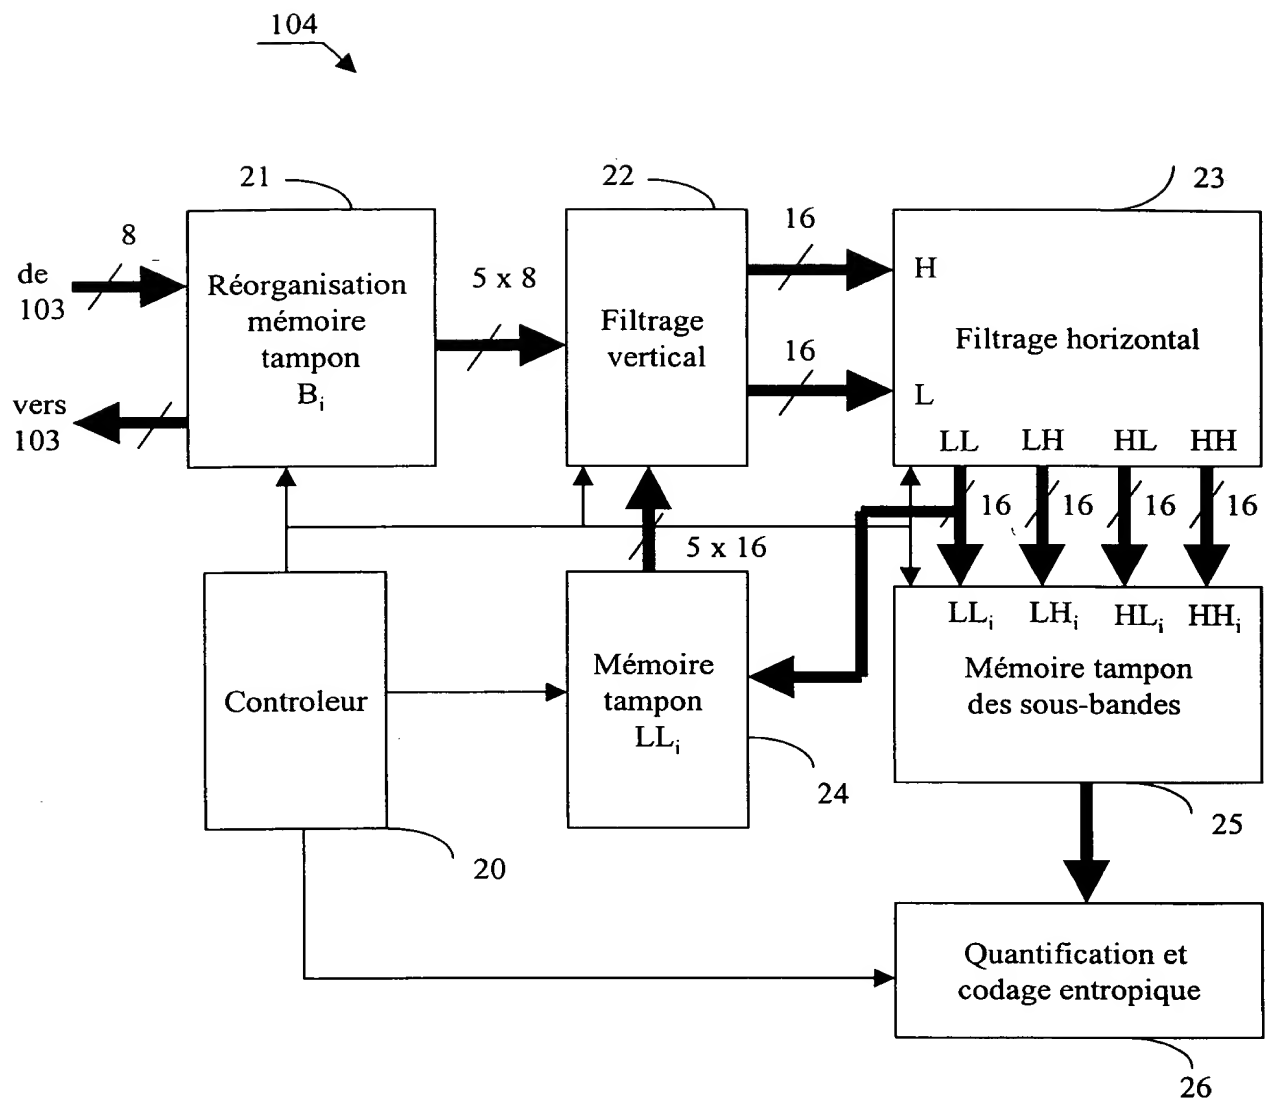 104
21
22
23
8
de
103
Réorganisation
mémoire
tampon
Bi
vers
103
5 x 8
Filtrage
vertical
16
16
H
L
Filtrage horizontal
LL LH HL HH
16 16 16 16
5 x 16
Controleur
20
Mémoire
tampon
LLi
24
LLi LHi HLi HHi
Mémoire tampon
des sous-bandes
25
Quantification et
codage entropique
26